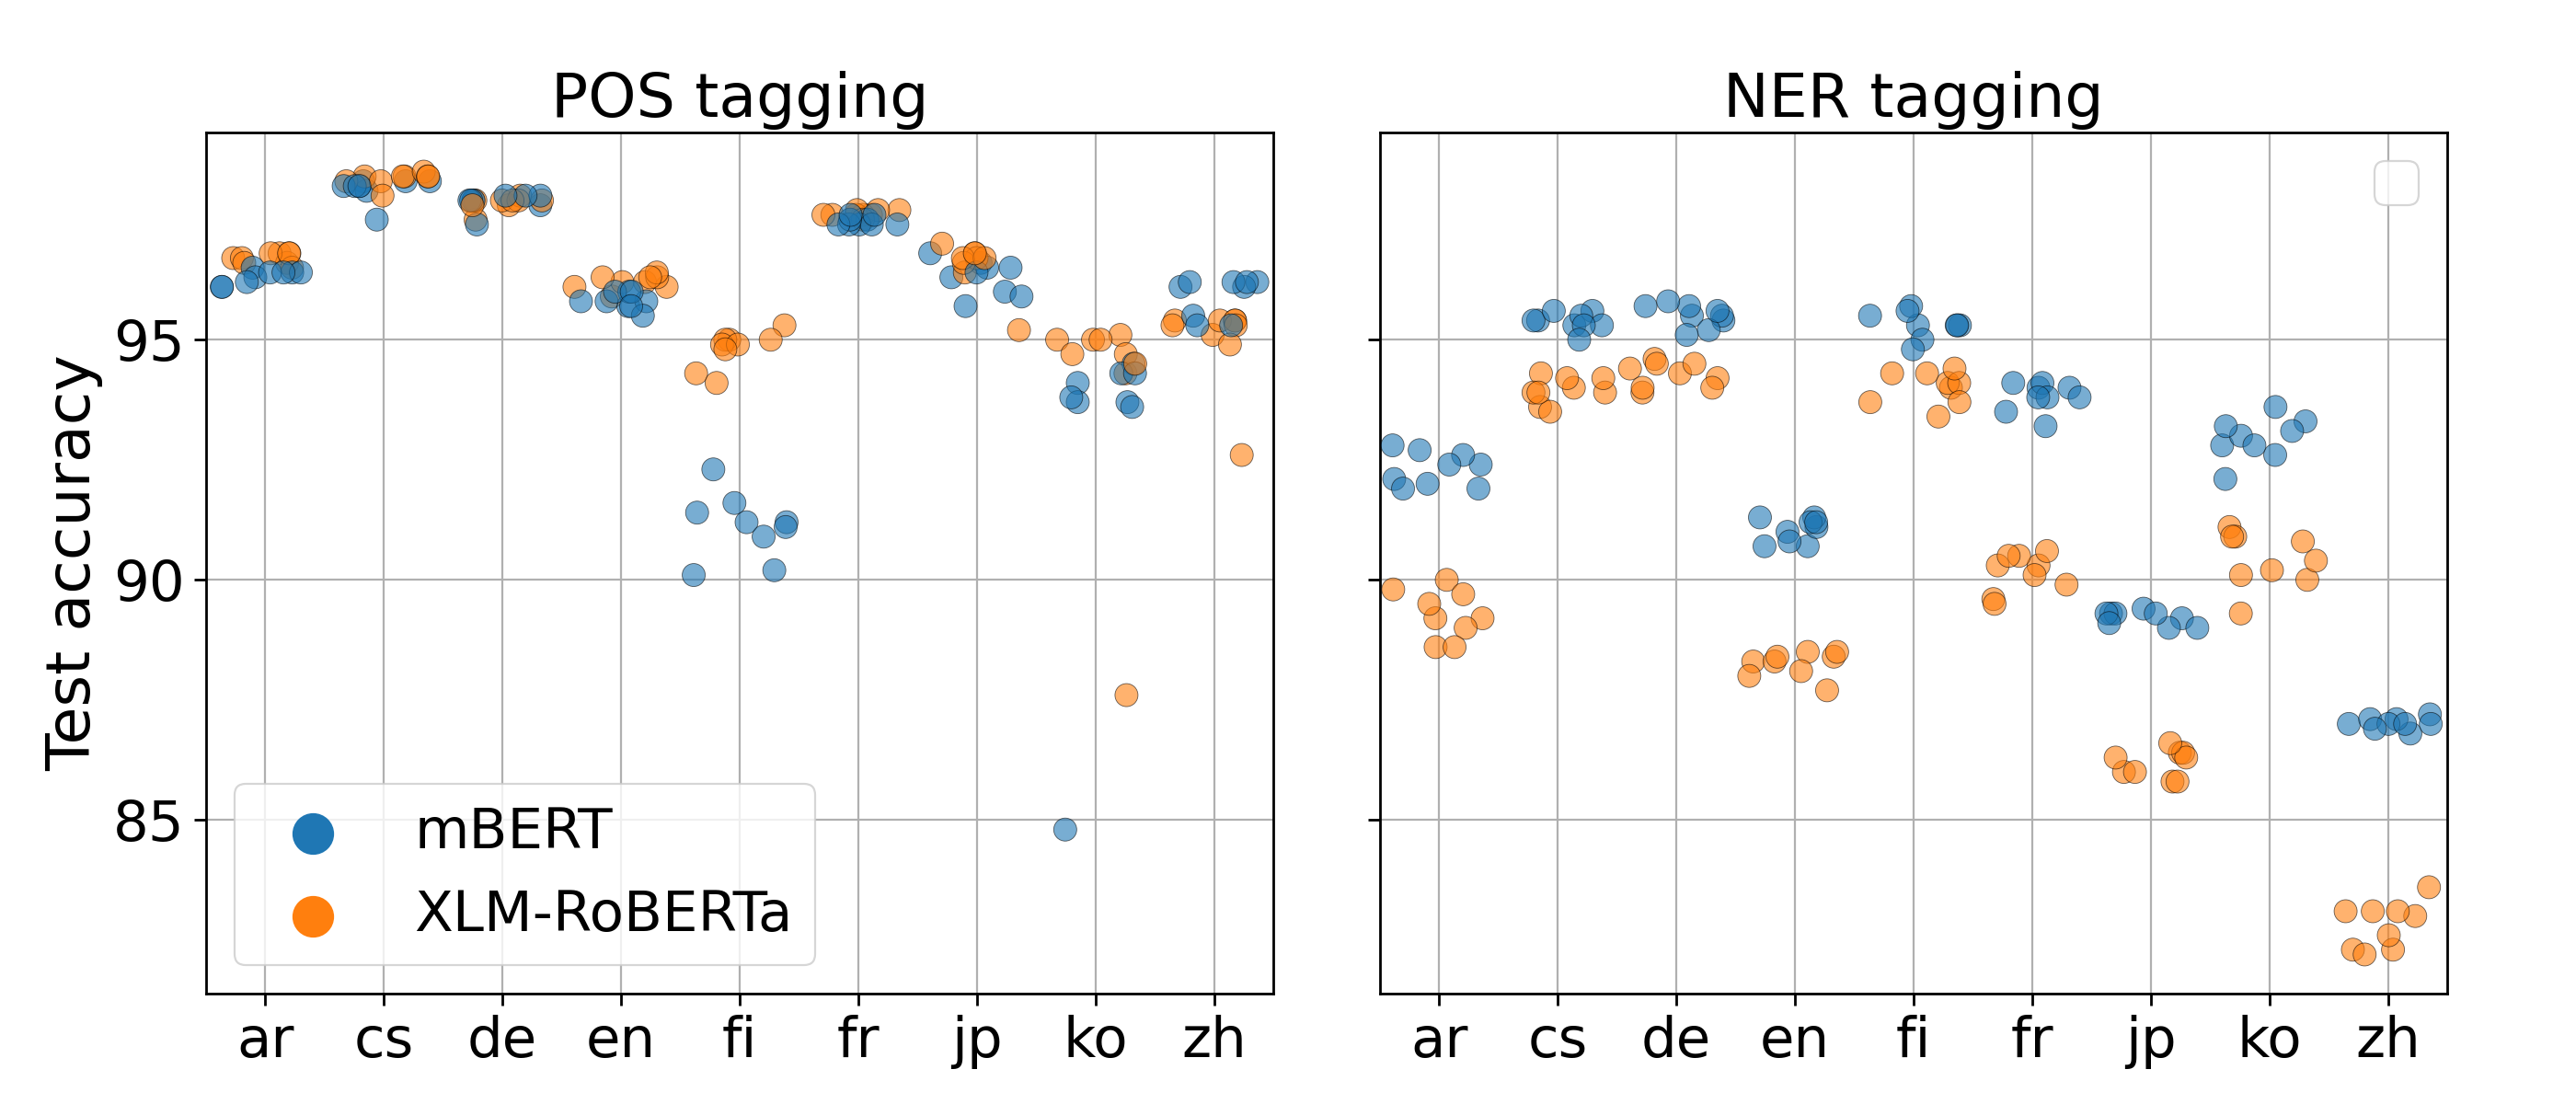 POS tagging
NER tagging
Test accuracy
95
90
85
mBERT
XLM-RoBERTa
ar cs de en fi fr jp ko zh
ar cs de en fi fr jp ko zh